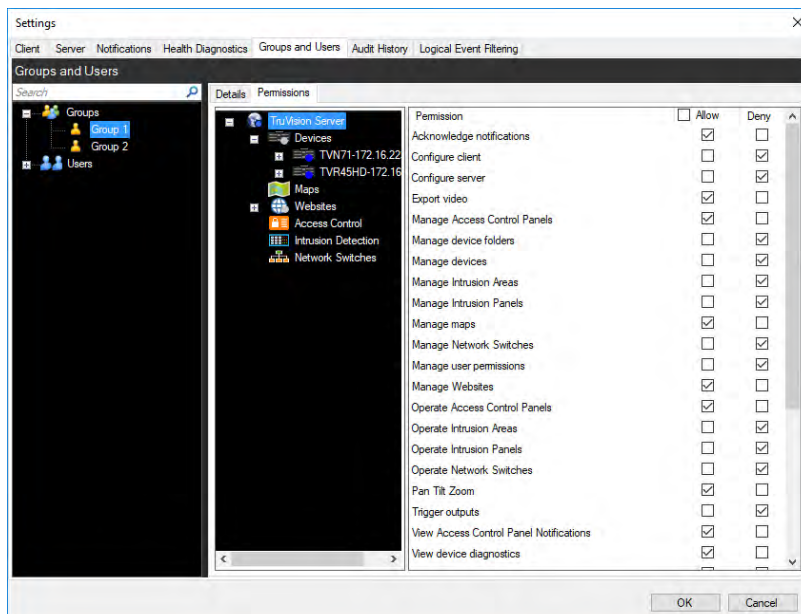 Settings
Client Server Notifications Health Diagnostics Groups and Users Audit History Logical Event Filtering
Groups and Users
Search
Details Permissions
Groups
Group 1
Group 2
Users
TruVision Server
Devices
TVN71-172.16.22
TVR45HD-172.16
Maps
Websites
Access Control
Intrusion Detection
Network Switches
Permission Allow Deny
Acknowledge notifications
Configure client
Configure server
Export video
Manage Access Control Panels
Manage device folders
Manage devices
Manage Intrusion Areas
Manage Intrusion Panels
Manage maps
Manage Network Switches
Manage user permissions
Manage Websites
Operate Access Control Panels
Operate Intrusion Areas
Operate Intrusion Panels
Operate Network Switches
Pan Tilt Zoom
Trigger outputs
View Access Control Panel Notifications
View device diagnostics
OK Cancel